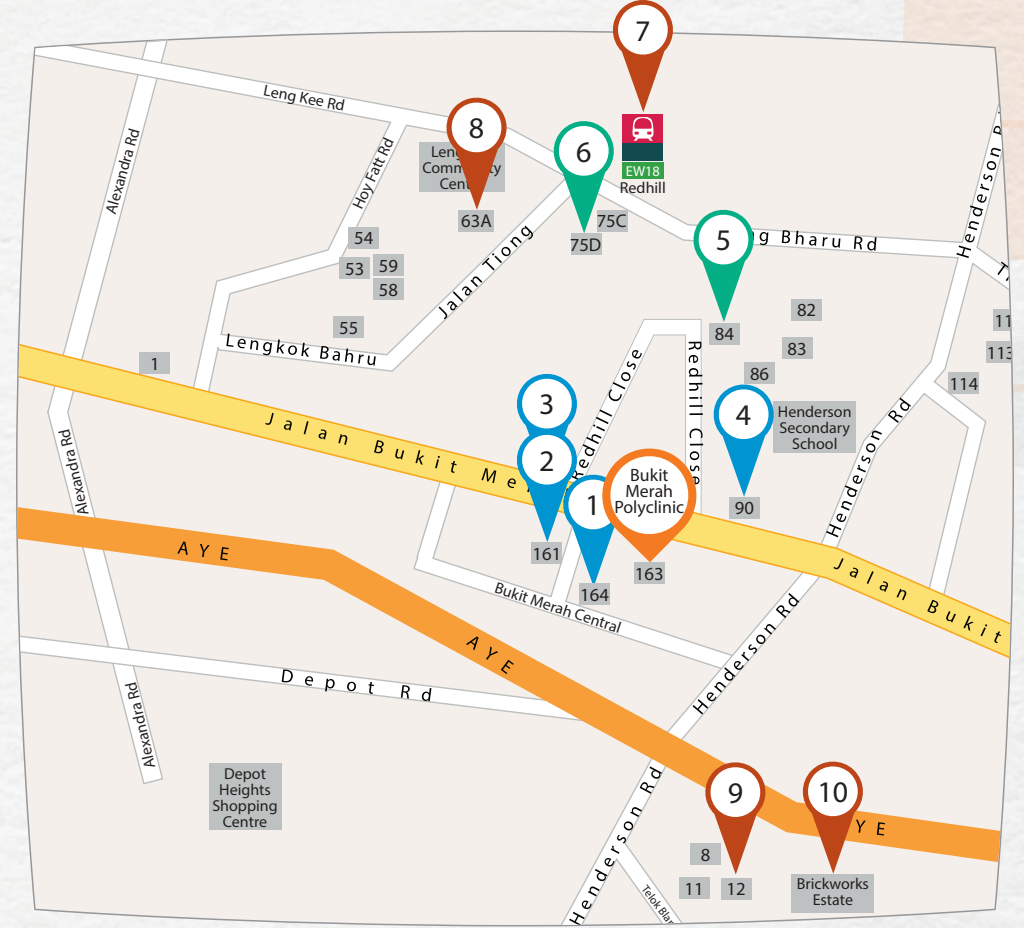 7
Leng Kee Rd
8
6
EW18
Redhill
Alexandra Rd
Hoy Fatt Rd
63A
75C
75D
5
Bharu Rd
Henderson
54
53
59
58
Jalan Tiong
82
84
83
55
Lengkok Bahru
1
86
114
113
11
3
2
1
4
Redhill Close
Redhill Close
Henderson
Secondary
School
Henderson Rd
Jalan Bukit
Bukit
Merah
Polyclinic
90
Alexandra Rd
AYE
161
163
164
Bukit Merah Central
Jalan Bukit
Henderson Rd
AYE
Depot Rd
Alexandra Rd
Depot
Heights
Shopping
Centre
Henderson Rd
9
10
YE
8
11
12
Brickworks
Estate
Telok